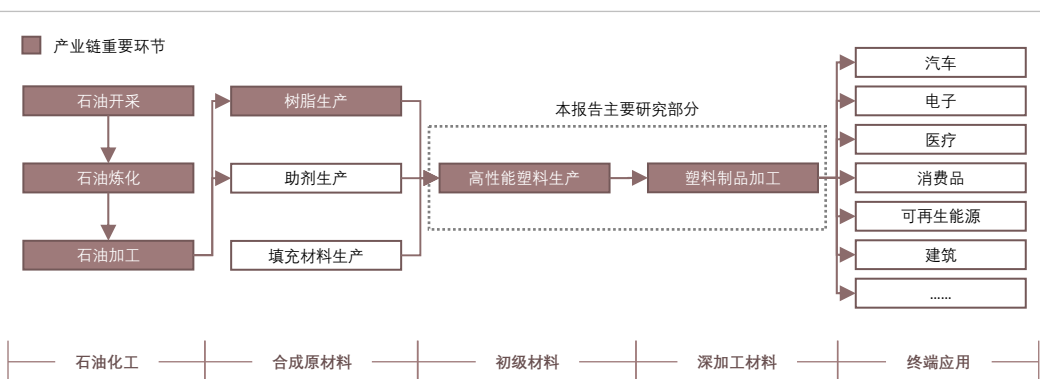 产业链重要环节
石油开采
石油炼化
石油加工
树脂生产
助剂生产
填充材料生产
本报告主要研究部分
高性能塑料生产
塑料制品加工
汽车
电子
医疗
消费品
可再生能源
建筑
……
石油化工
合成原材料
初级材料
深加工材料
终端应用